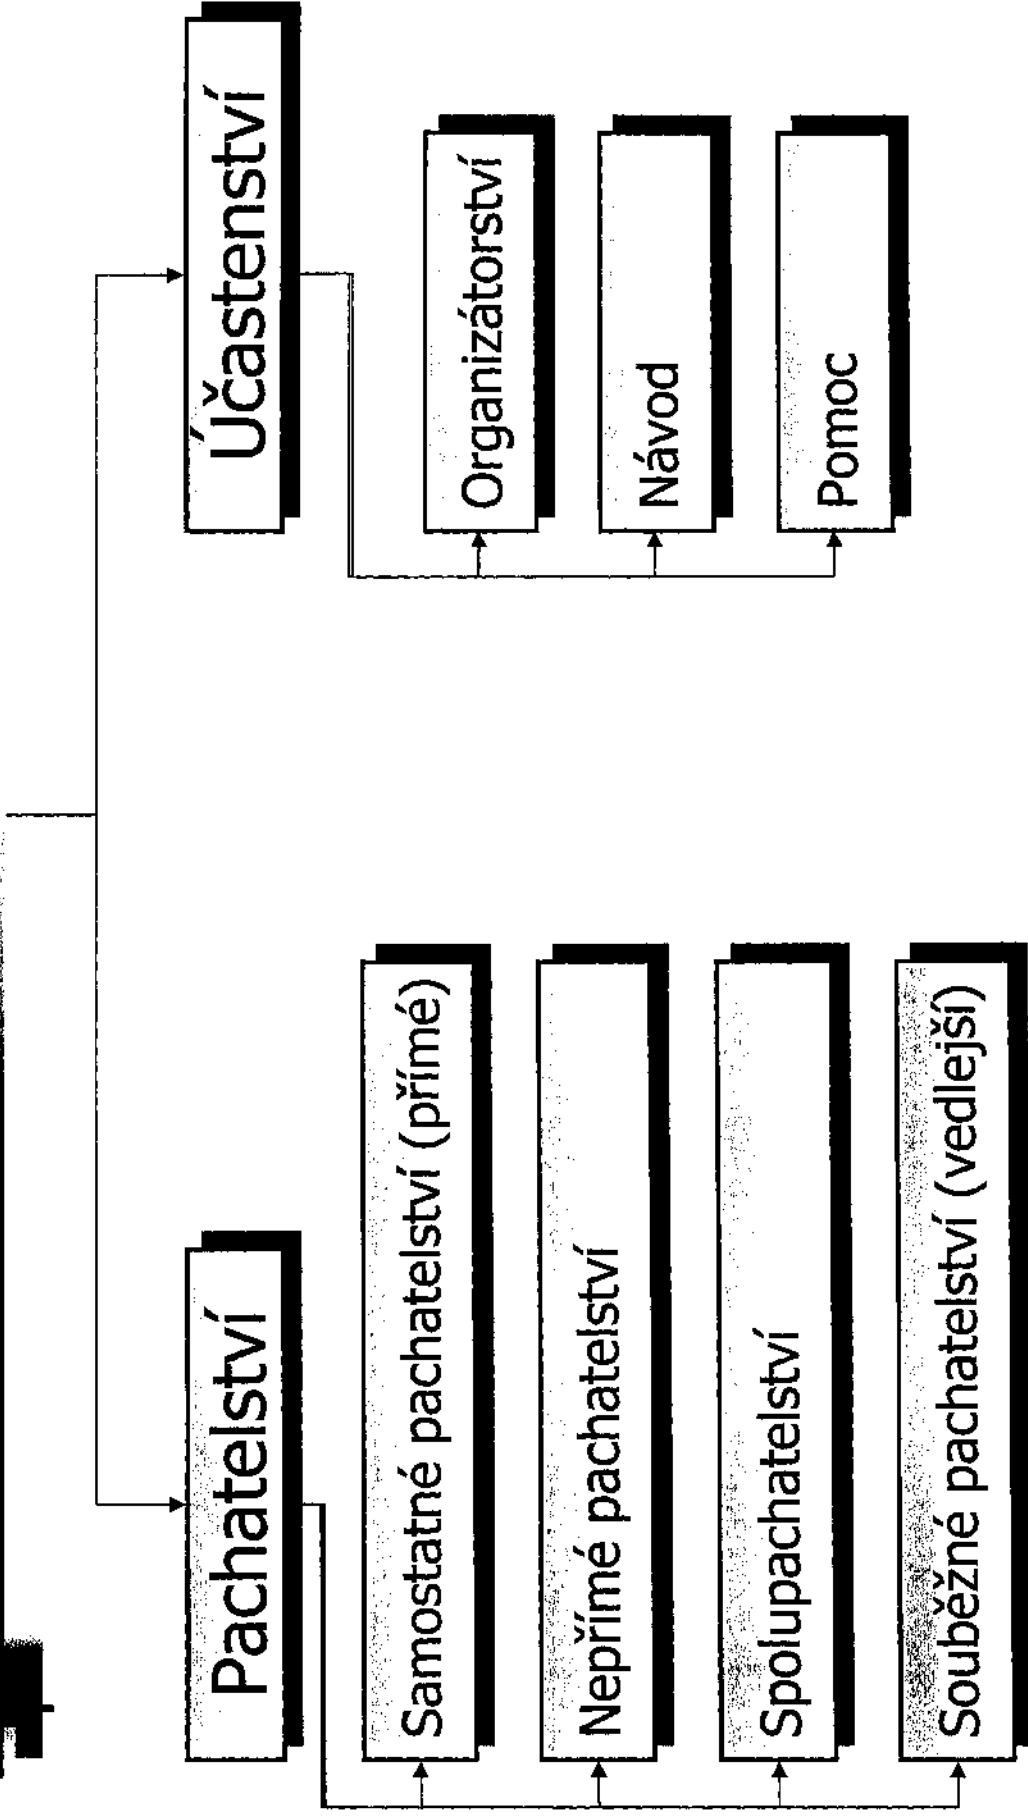 Pachatelství
Samostatné pachatelství (přímé)
Nepřímé pachatelství
Spolupachatelství
Souběžné pachatelství (vedlejší)
Účastenství
Organizátorství
Návod
Pomoc